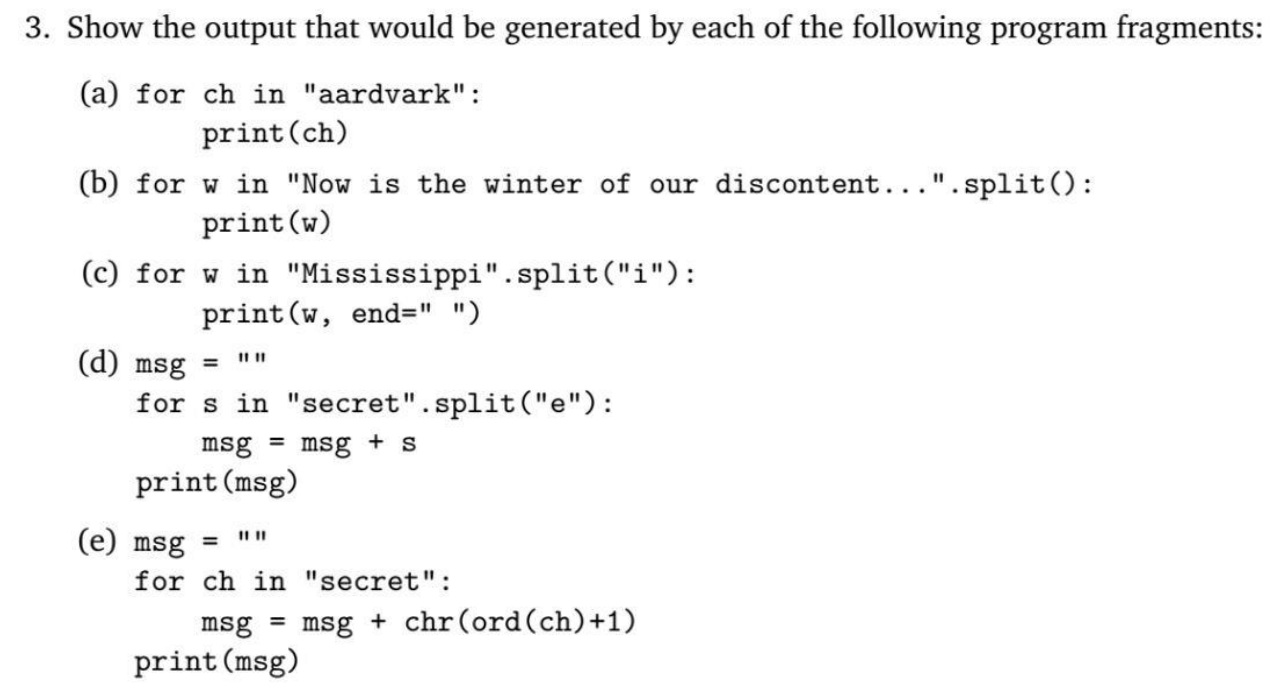 3. Show the output that would be generated by each of the following program fragments:
(a) for ch in "aardvark":
print(ch)
(b) for w in "Now is the winter of our discontent...".split():
print(w)
(c) for w in "Mississippi".split("i"):
print(w, end=" ")
(d) msg = ""
for s in "secret".split("e"):
msg = msg + s
print(msg)
(e) msg = ""
for ch in "secret":
msg = msg + chr(ord(ch)+1)
print(msg)